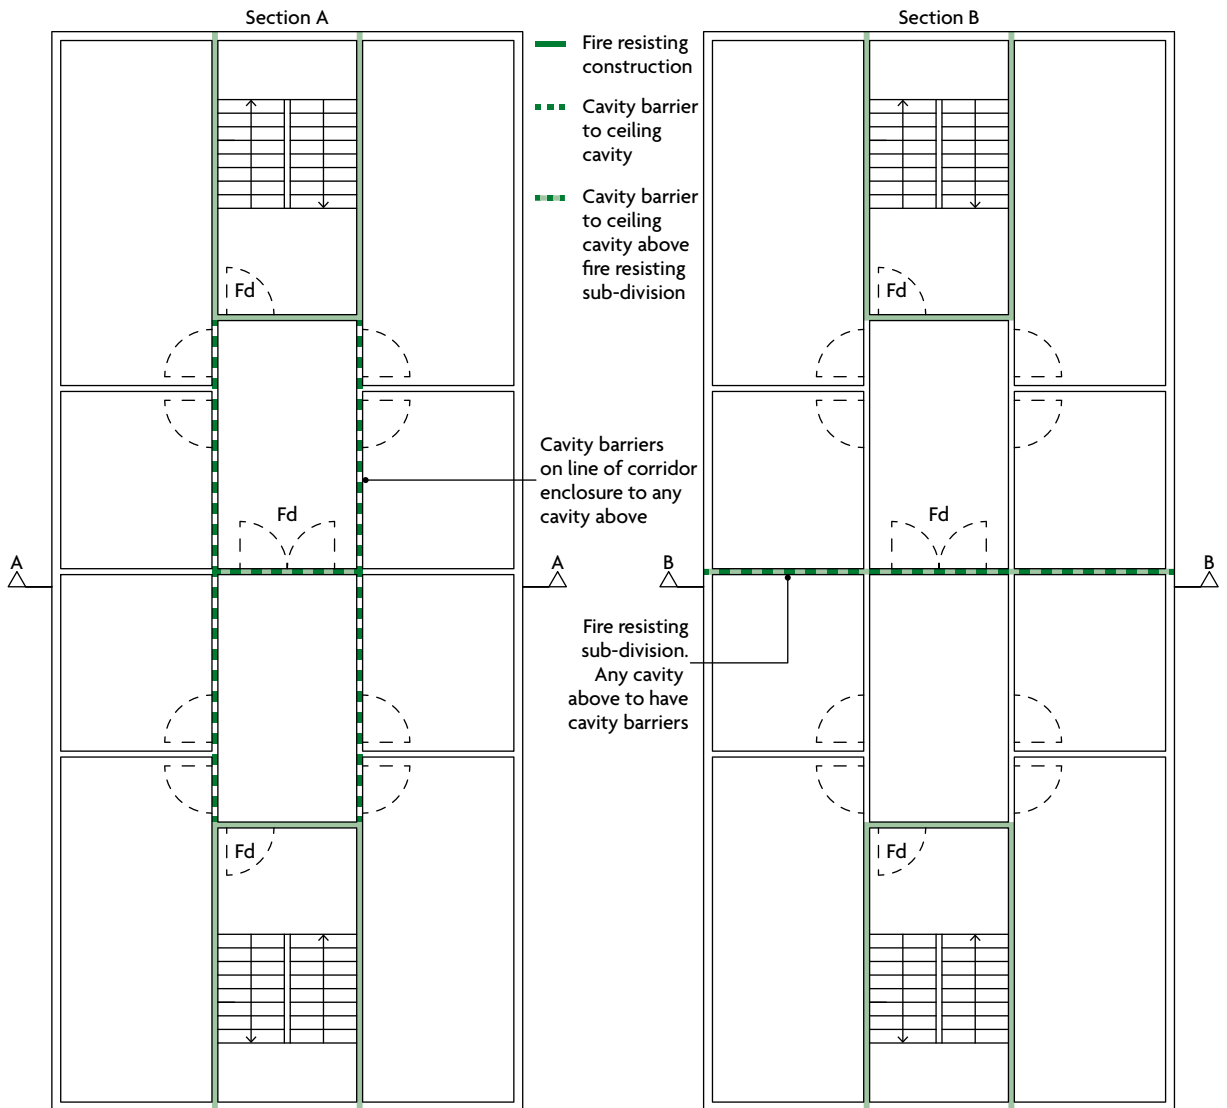 Section A
Section B
Fire resisting
construction
Cavity barrier
to ceiling
cavity
Cavity barrier
to ceiling
cavity above
fire resisting
sub-division
Fd
Fd
Cavity barriers
on line of corridor
enclosure to any
cavity above
Fd
Fd
A
A
B
B
Fire resisting
sub-division.
Any cavity
above to have
cavity barriers
Fd
Fd